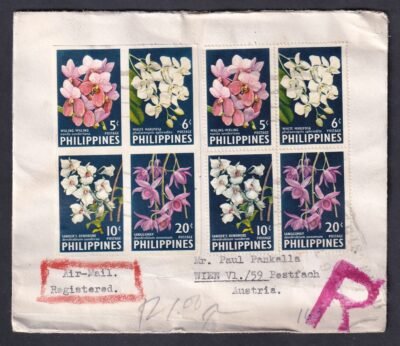 5¢ 6¢ 5¢ 6¢
WALING-WALING WHITE MARIPOSA WALING-WALING WHITE MARIPOSA
POSTAGE POSTAGE POSTAGE POSTAGE
PHILIPPINES PHILIPPINES PHILIPPINES PHILIPPINES
10¢ 20¢ 10¢ 20¢
SANDER'S DENDROBIUM SANGGUMAY SANDER'S DENDROBIUM SANGGUMAY
POSTAGE POSTAGE POSTAGE POSTAGE
PHILIPPINES PHILIPPINES PHILIPPINES PHILIPPINES
Air-Mail.
Registered.
Mr. Paul Pankalla
WIEN VI./59 Postfach
Austria.
R